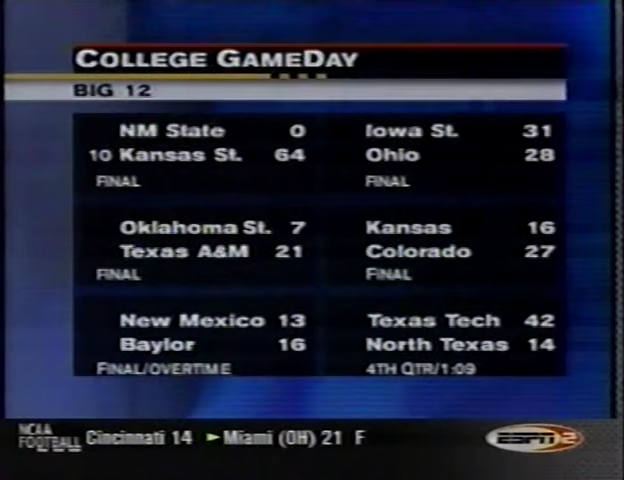 COLLEGE GAMEDAY
BIG 12
NM State 0
10 Kansas St. 64
FINAL
Iowa St. 31
Ohio 28
FINAL
Oklahoma St. 7
Texas A&M 21
FINAL
Kansas 16
Colorado 27
FINAL
New Mexico 13
Baylor 16
FINAL/OVERTIME
Texas Tech 42
North Texas 14
4TH QTR/1:09
NCAA
FOOTBALL
Cincinnati 14 ►Miami (OH) 21 F
ESPN2